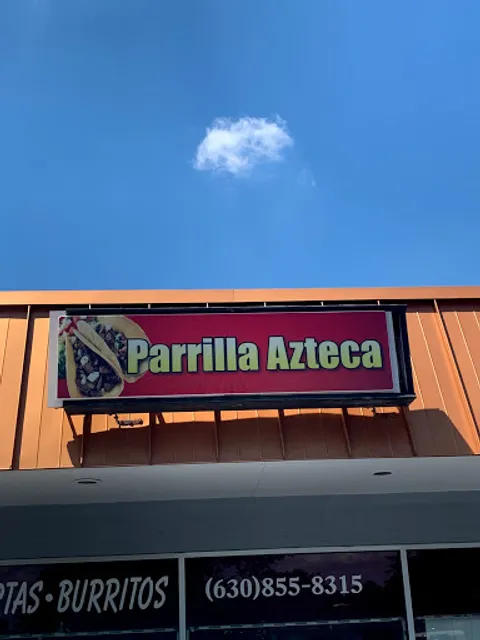 Parrilla Azteca
BURRITOS
(630)855-8315